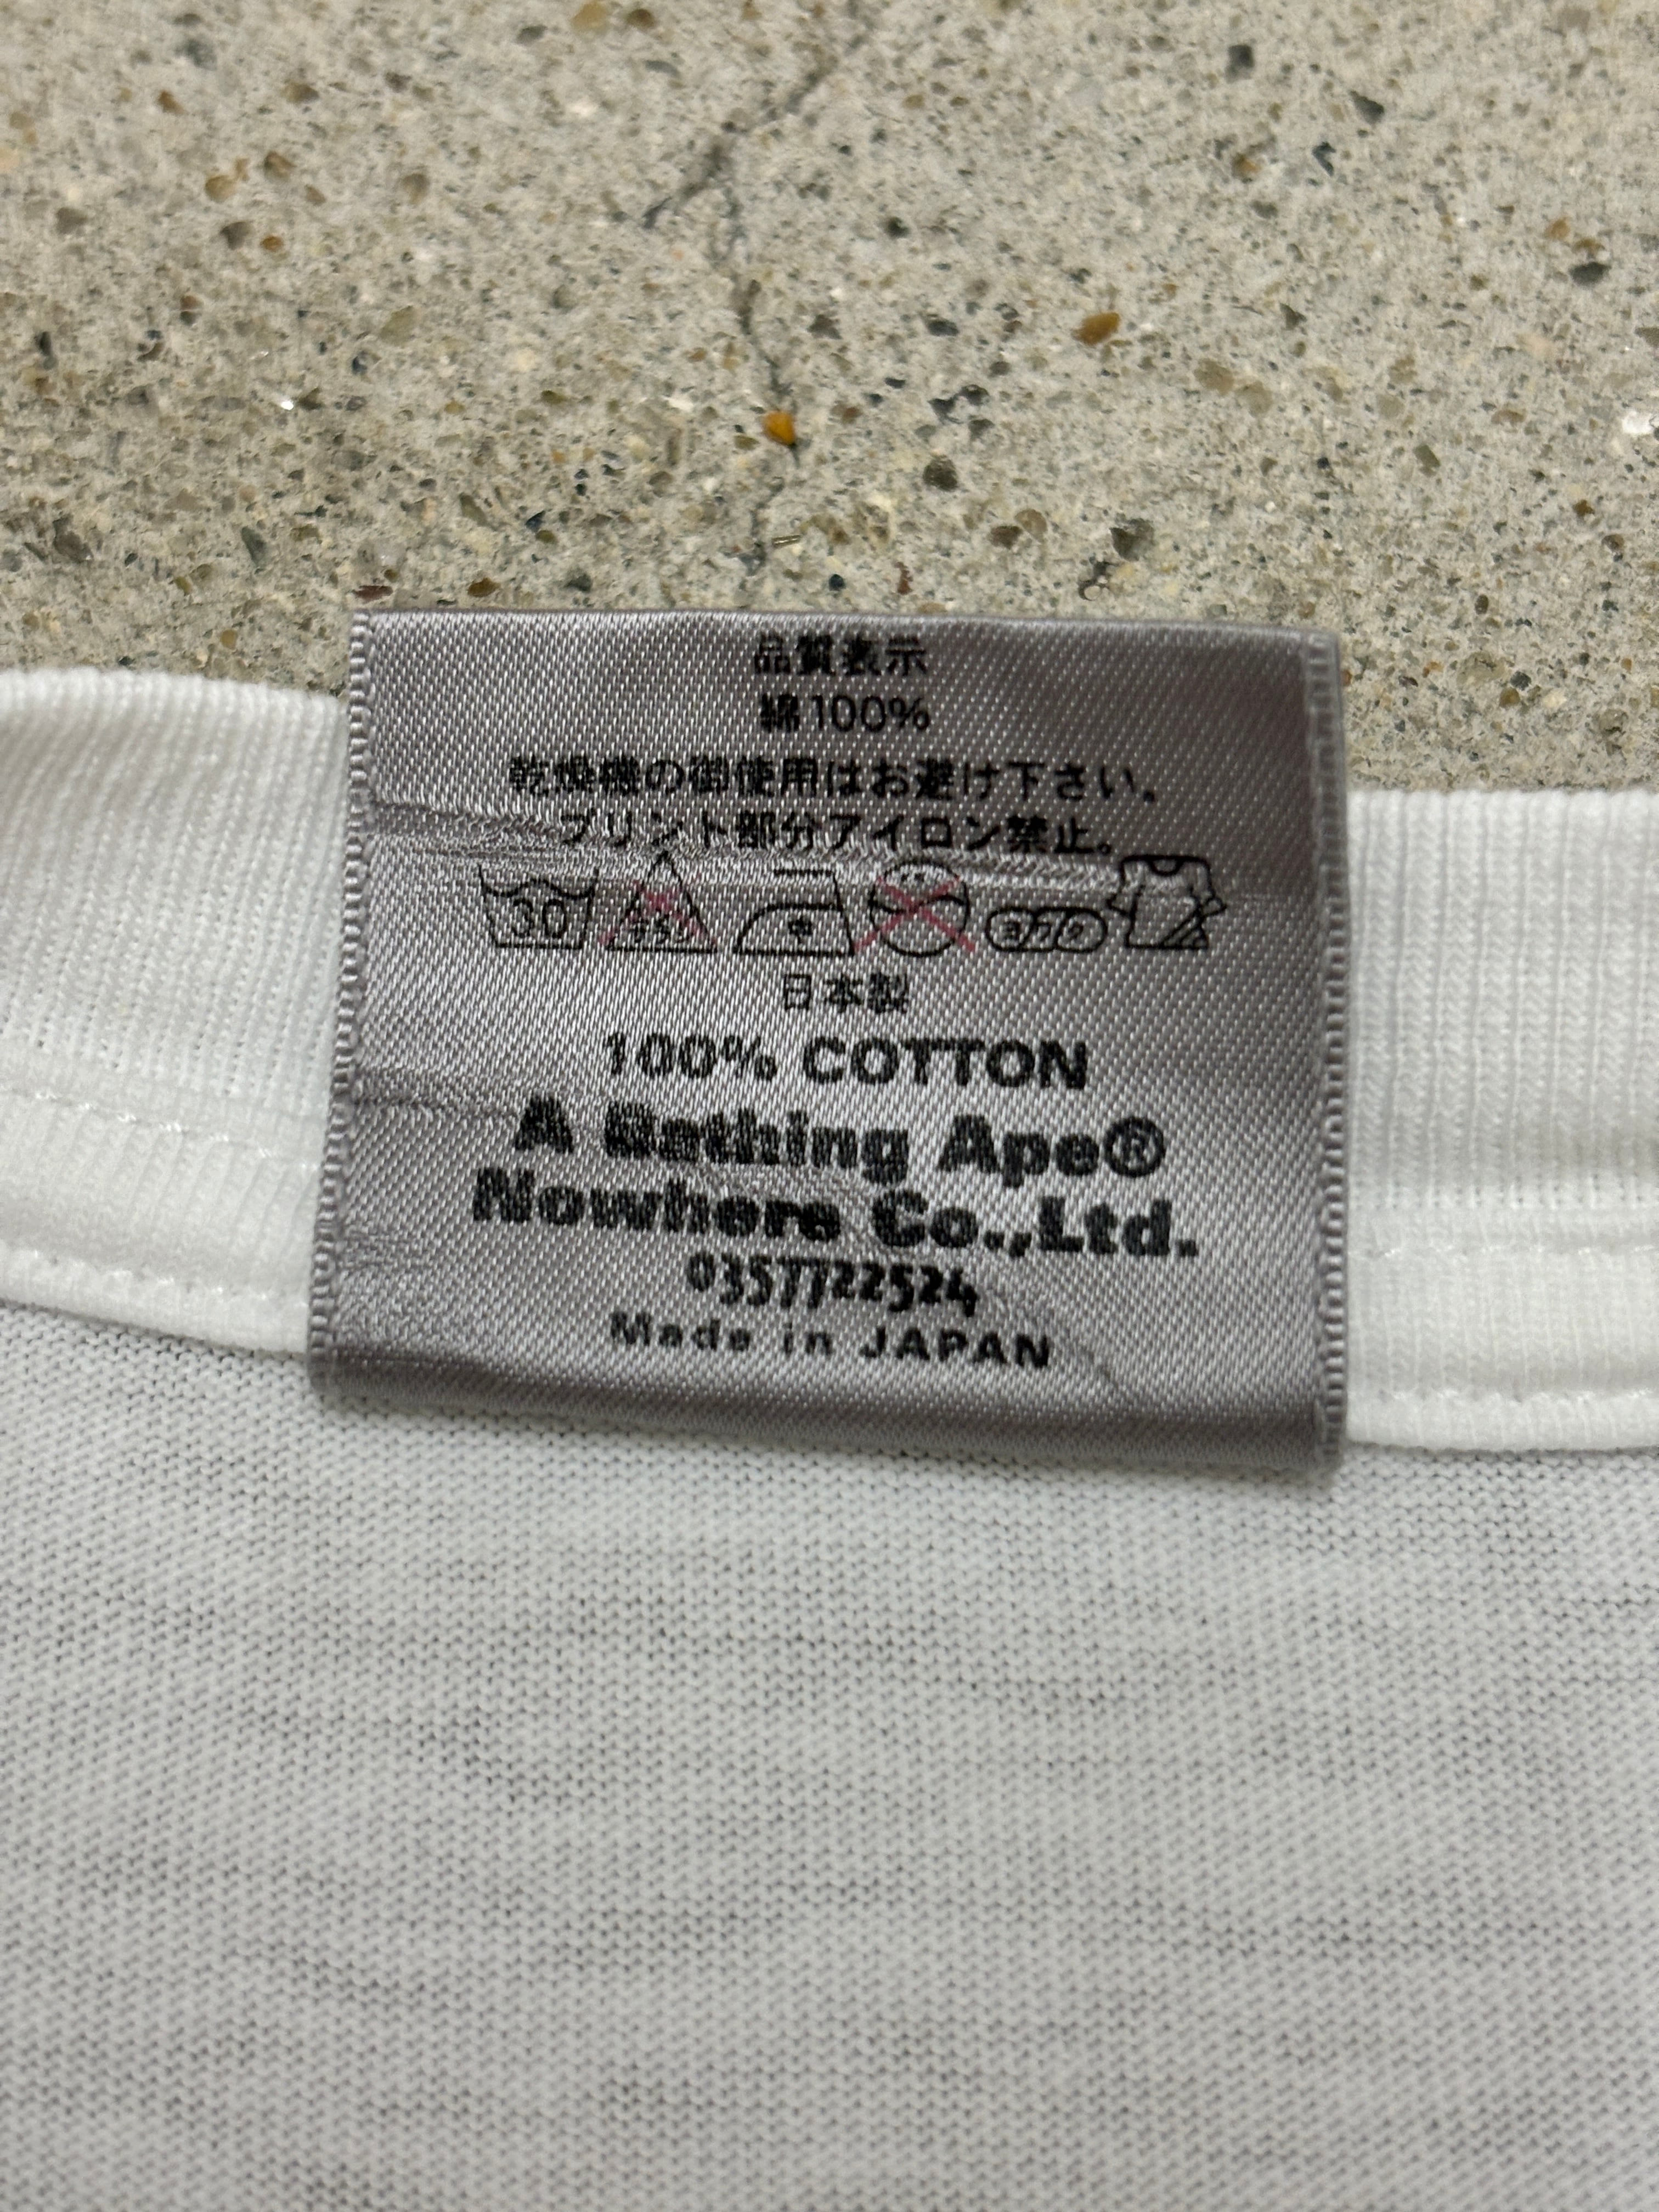 品質表示
綿100%
乾燥機の御使用はお避け下さい。
プリント部分アイロン禁止。
30
日本製
100% COTTON
A Bathing Ape®
Nowhere Co.,Ltd.
0357722524
Made in JAPAN